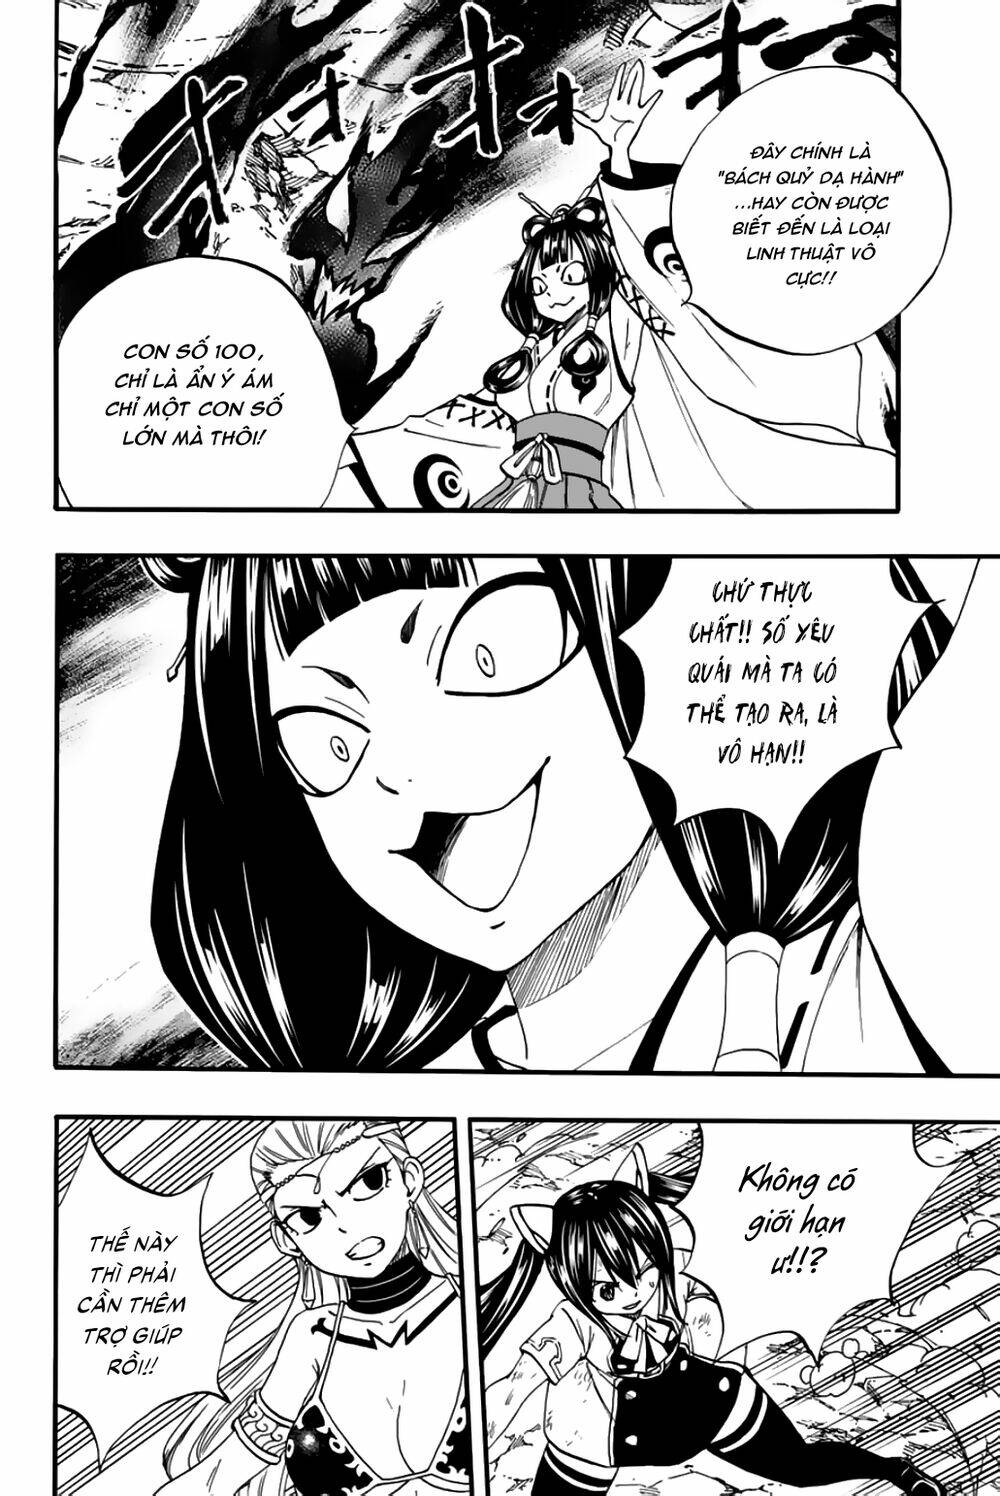 ĐÂY CHÍNH LÀ
"BÁCH QUỶ DẠ HÀNH"
...HAY CÒN ĐƯỢC
BIẾT ĐẾN LÀ LOẠI
LINH THUẬT VÔ
CỰC!!
CON SỐ 100,
CHỈ LÀ ẨN Ý ÁM
CHỈ MỘT CON SỐ
LỚN MÀ THÔI!
CHỨ THỰC
CHẤT!! SỐ YÊU
QUÁI MÀ TA CÓ
THỂ TẠO RA, LÀ
VÔ HẠN!!
Không có
giới hạn
ư!!?
THẾ NÀY
THÌ PHẢI
CẦN THÊM
TRỢ GIÚP
RỒI!!